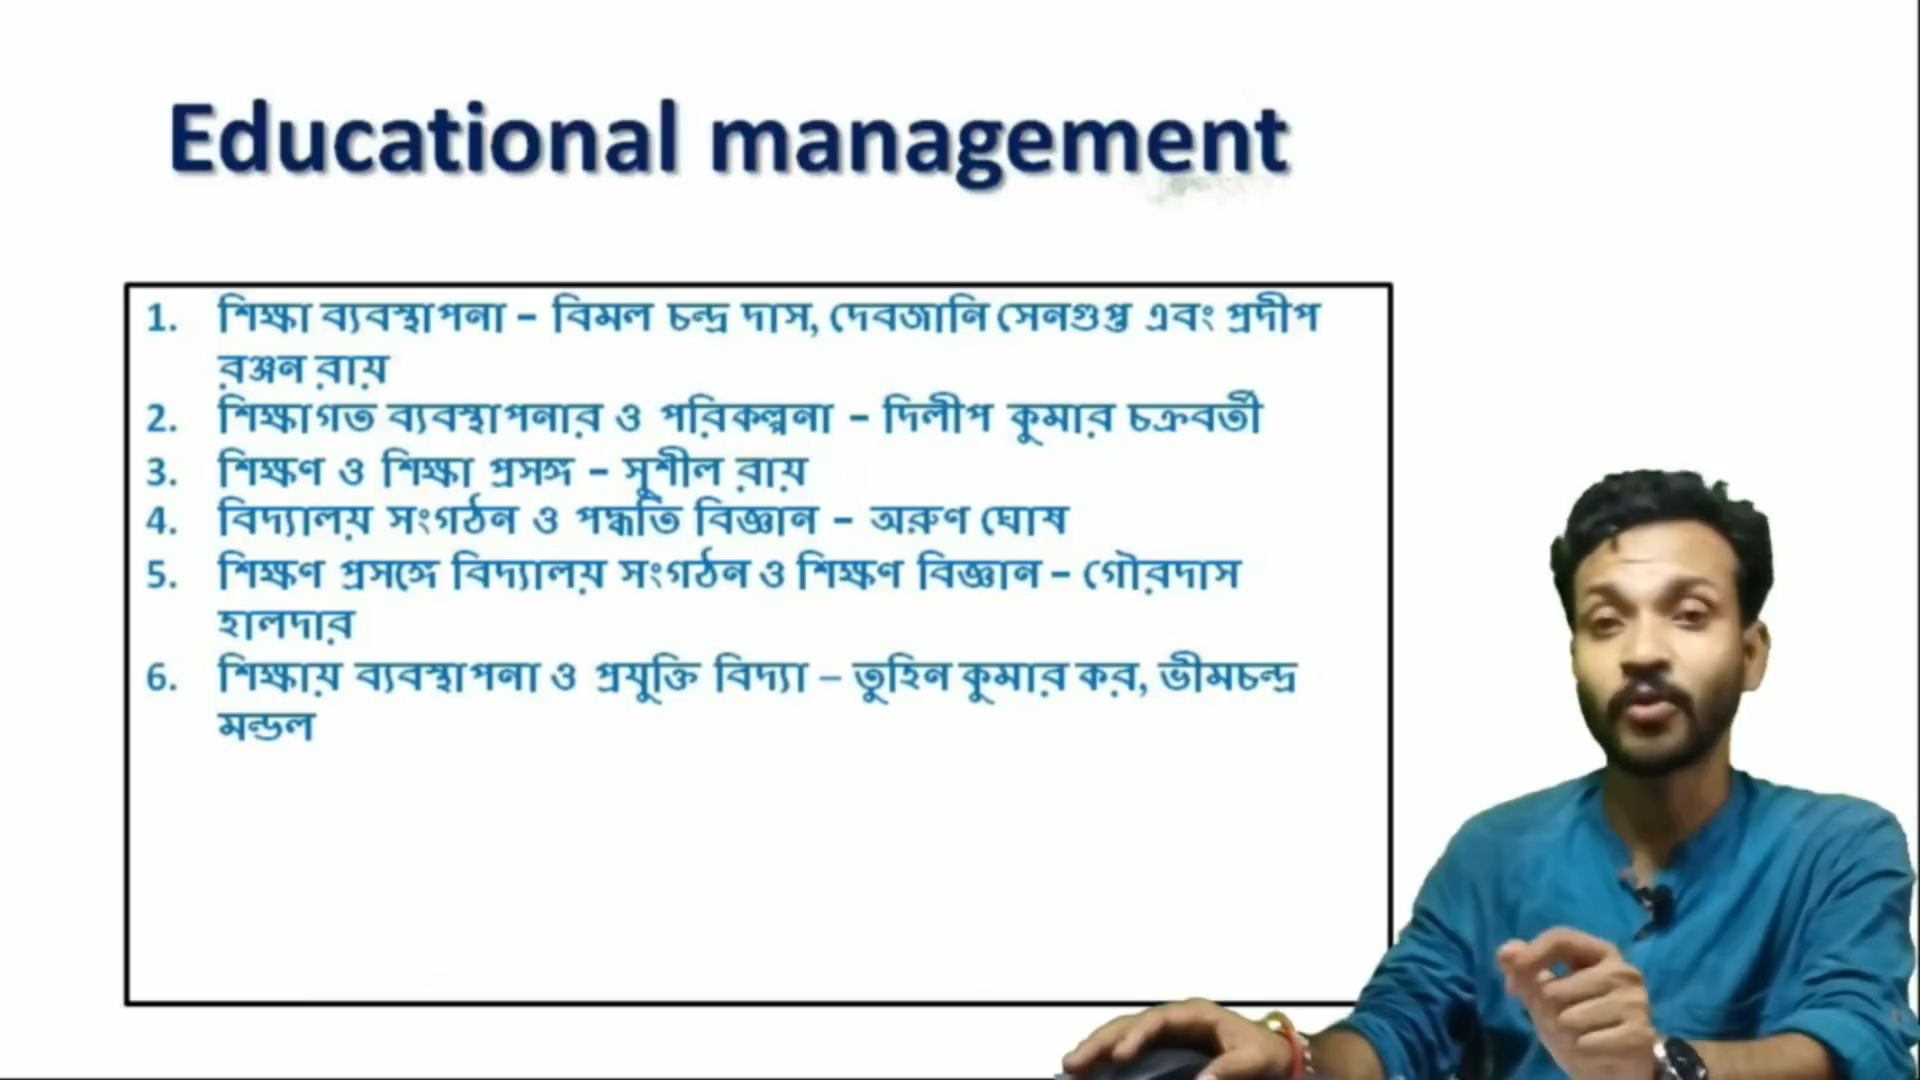 Educational management
1. শিক্ষা ব্যবস্থাপনা – বিমল চন্দ্র দাস, দেবজানি সেনগুপ্ত এবং প্রদীপ
রঞ্জন রায়
2. শিক্ষাগত ব্যবস্থাপনার ও পরিকল্পনা – দিলীপ কুমার চক্রবর্তী
3. শিক্ষণ ও শিক্ষা প্রসঙ্গ – সুশীল রায়
4. বিদ্যালয় সংগঠন ও পদ্ধতি বিজ্ঞান – অরুণ ঘোষ
5. শিক্ষণ প্রসঙ্গে বিদ্যালয় সংগঠন ও শিক্ষণ বিজ্ঞান – গৌরদাস
হালদার
6. শিক্ষায় ব্যবস্থাপনা ও প্রযুক্তি বিদ্যা – তুহিন কুমার কর, ভীমচন্দ্র
মন্ডল